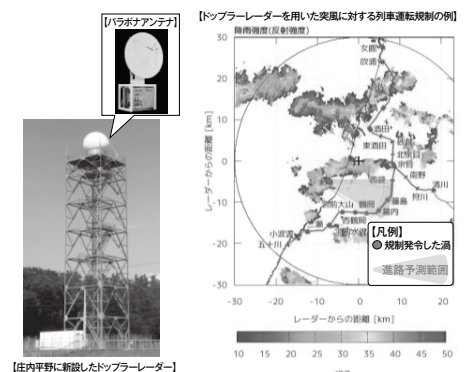 【パラボナアンテナ】
【庄内平野に新設したドップラーレーダー】
【ドップラーレーダーを用いた突風に対する列車運転規制の例】
降雨強度(反射強度)
レーダーからの距離 [km]
30
20
10
0
-10
-20
-30
女鹿
吹浦
酒田
東酒田
北余目
余目
南野
狩川
清川
西袋
藤島
幕内
鶴岡
羽前大山
西鶴岡
小波渡
五十川
【凡例】
規制発令した渦
進路予測範囲
-30 -20 -10 0 10 20
レーダーからの距離 [km]
10 15 20 25 30 35 40 45 50